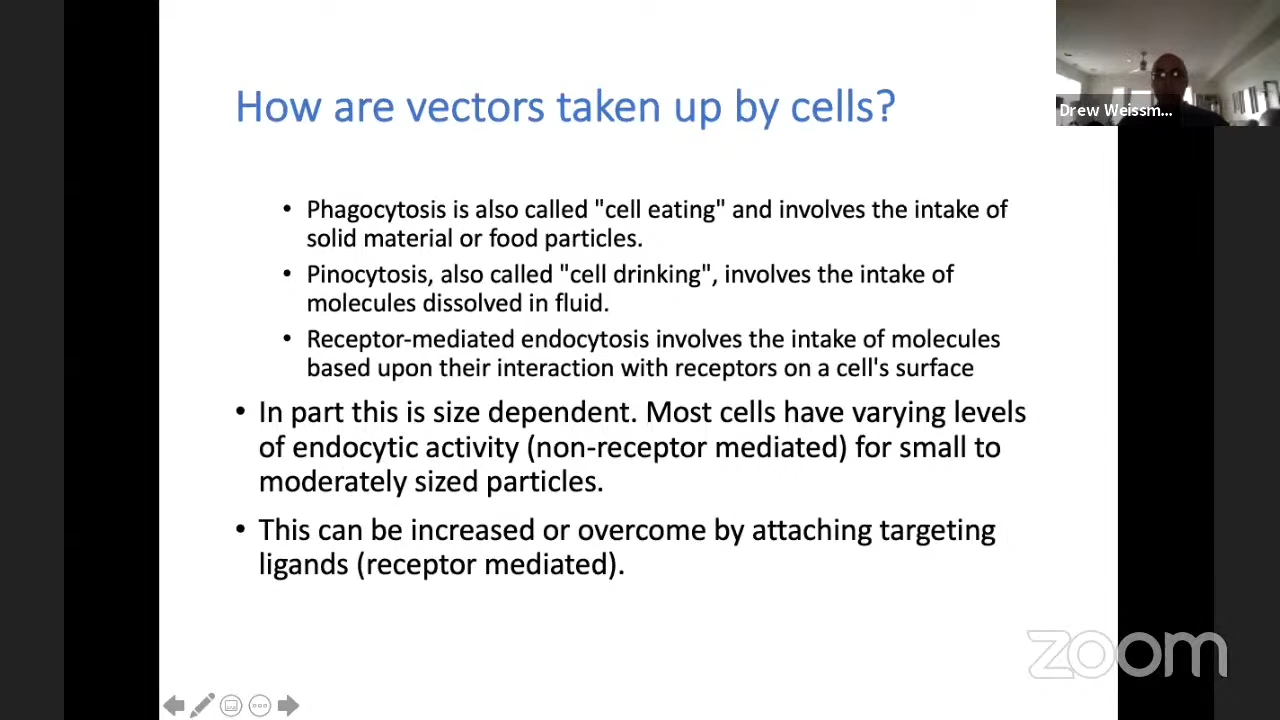 How are vectors taken up by cells?
Drew Weissm...
• Phagocytosis is also called "cell eating" and involves the intake of
solid material or food particles.
• Pinocytosis, also called "cell drinking", involves the intake of
molecules dissolved in fluid.
• Receptor-mediated endocytosis involves the intake of molecules
based upon their interaction with receptors on a cell's surface
• In part this is size dependent. Most cells have varying levels
of endocytic activity (non-receptor mediated) for small to
moderately sized particles.
• This can be increased or overcome by attaching targeting
ligands (receptor mediated).
zoom